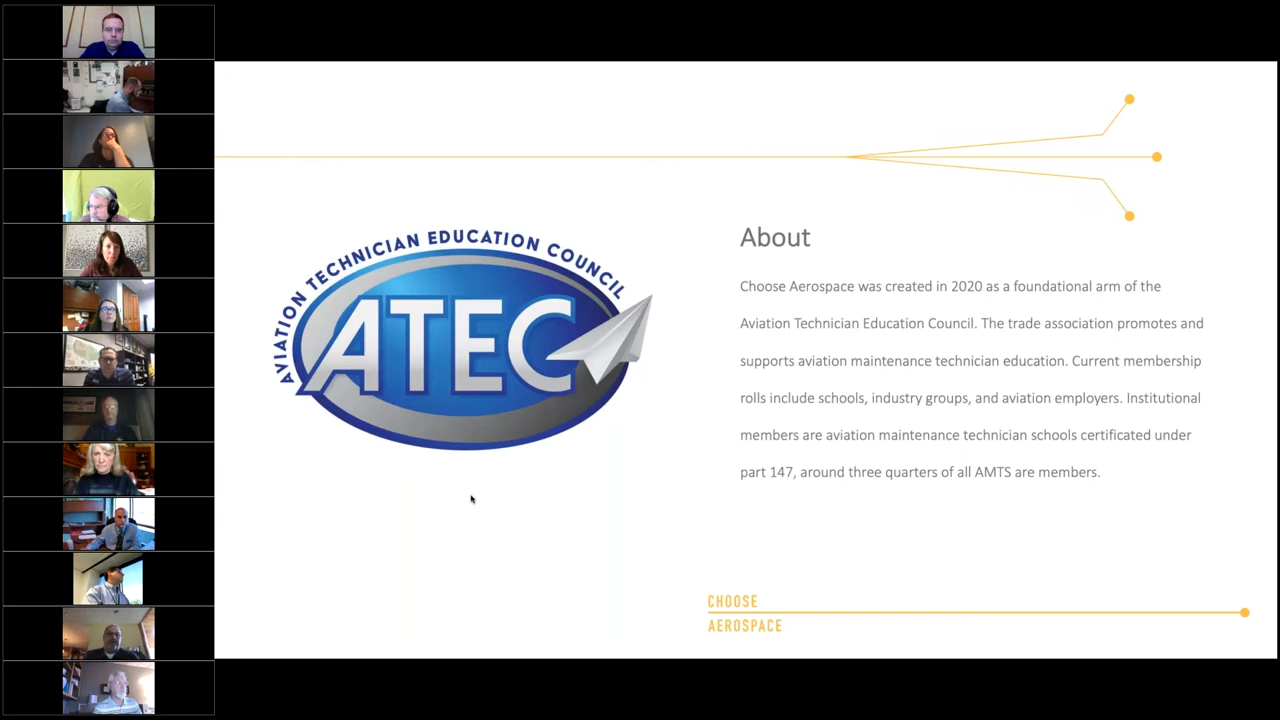 AVIATION TECHNICIAN EDUCATION COUNCIL
ATEC
About
Choose Aerospace was created in 2020 as a foundational arm of the
Aviation Technician Education Council. The trade association promotes and
supports aviation maintenance technician education. Current membership
rolls include schools, industry groups, and aviation employers. Institutional
members are aviation maintenance technician schools certificated under
part 147, around three quarters of all AMTS are members.
CHOOSE
AEROSPACE